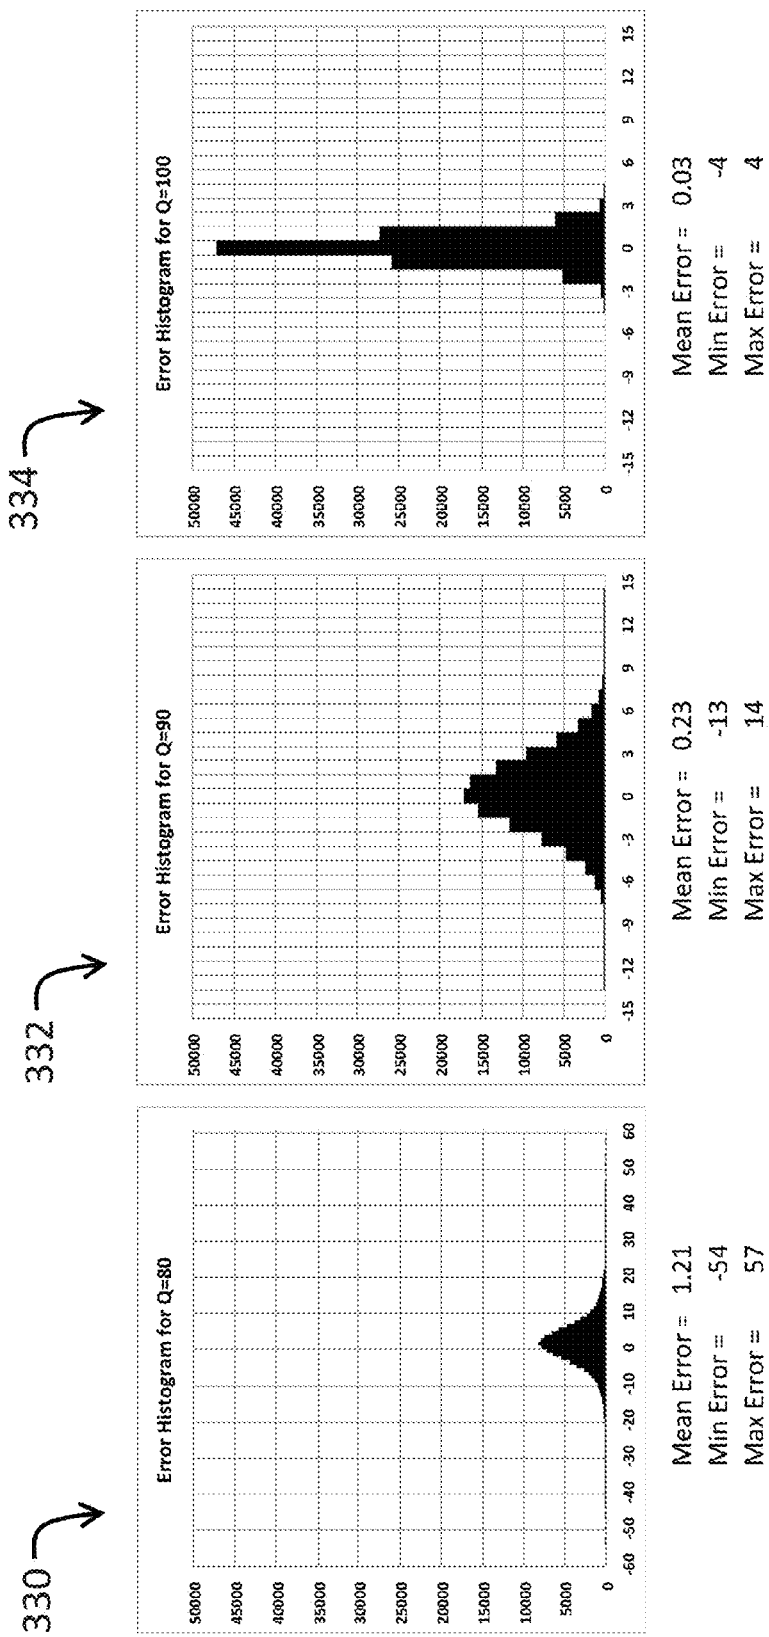 330
Error Histogram for Q=80
50000
45000
40000
35000
30000
25000
20000
15000
10000
5000
0
-60 -50 -40 -30 -20 -10 0 10 20 30 40 50 60
Mean Error = 1.21
Min Error = -54
Max Error = 57
332
Error Histogram for Q=90
50000
45000
40000
35000
30000
25000
20000
15000
10000
5000
0
-15 -12 -9 -6 -3 0 3 6 9 12 15
Mean Error = 0.23
Min Error = -13
Max Error = 14
334
Error Histogram for Q=100
50000
45000
40000
35000
30000
25000
20000
15000
10000
5000
0
-15 -12 -9 -6 -3 0 3 6 9 12 15
Mean Error = 0.03
Min Error = -4
Max Error = 4